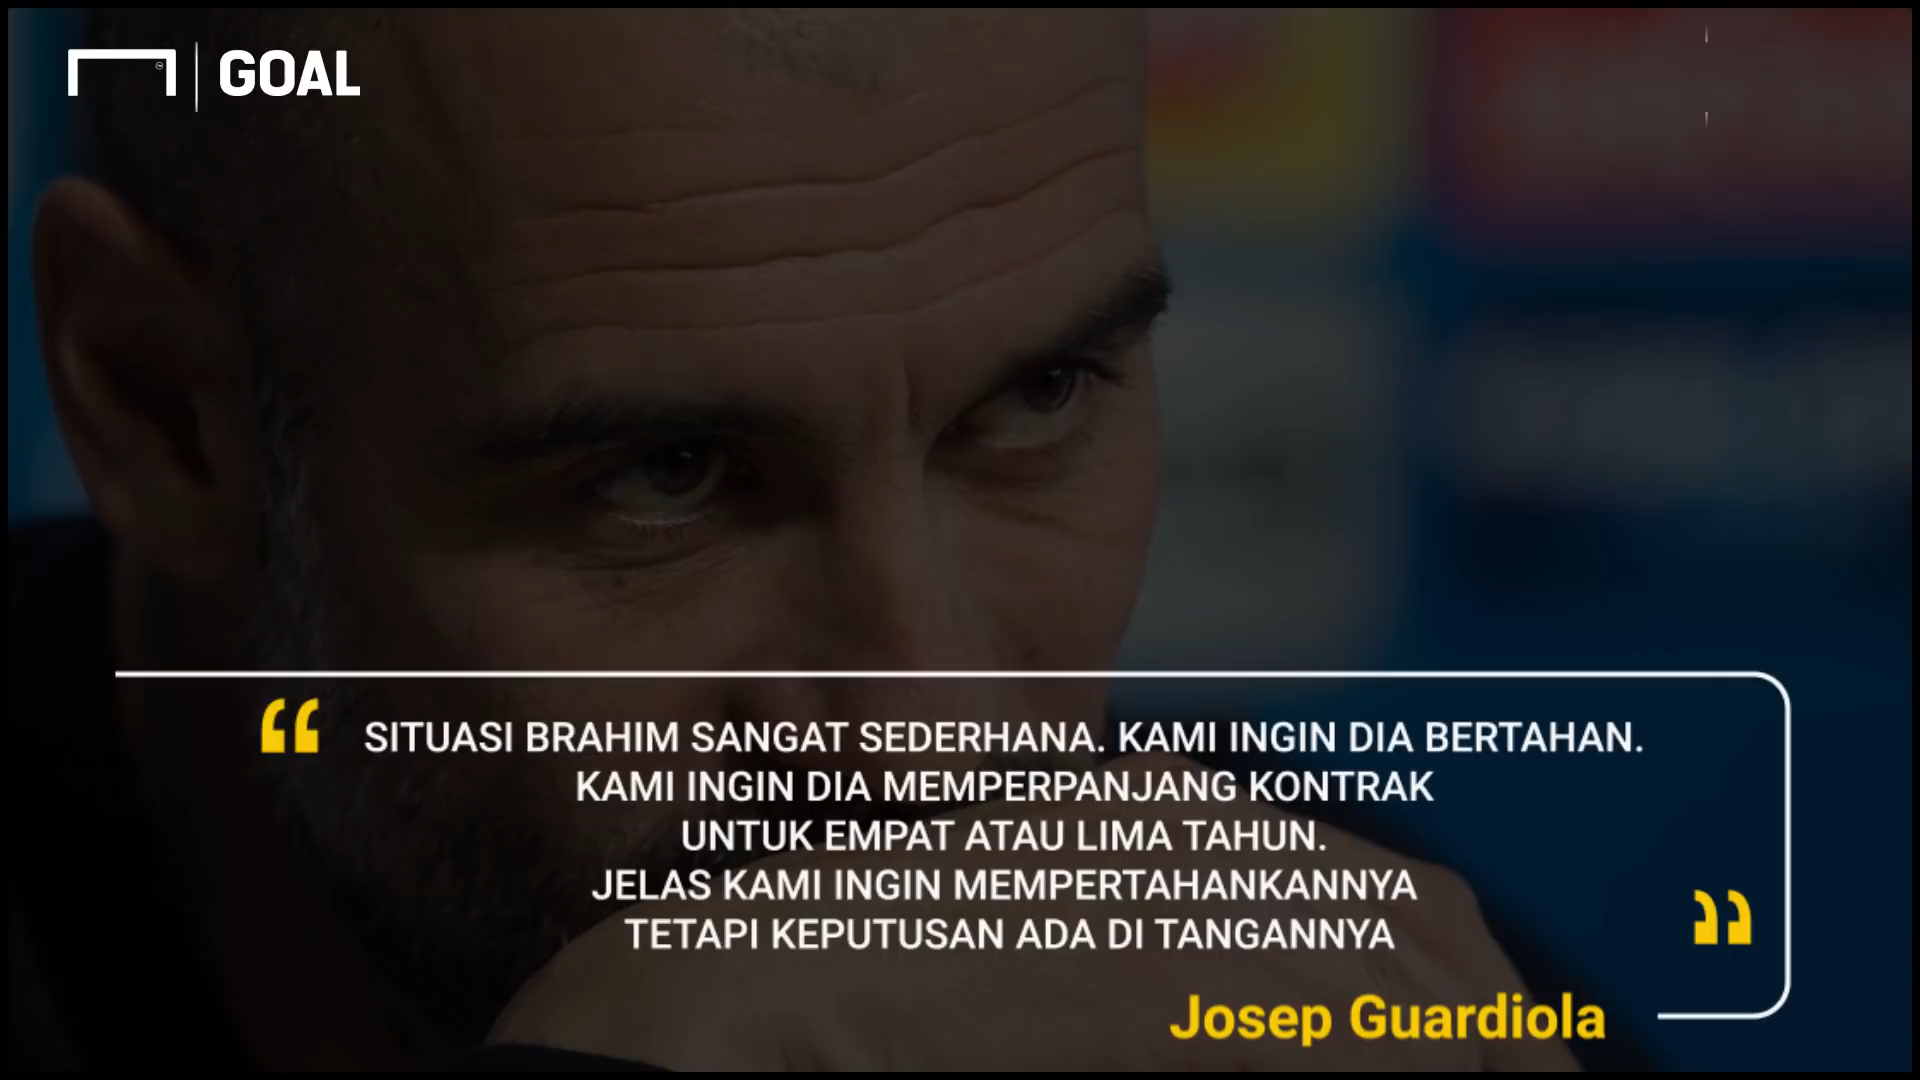 GOAL
“ SITUASI BRAHIM SANGAT SEDERHANA. KAMI INGIN DIA BERTAHAN.
KAMI INGIN DIA MEMPERPANJANG KONTRAK
UNTUK EMPAT ATAU LIMA TAHUN.
JELAS KAMI INGIN MEMPERTAHANKANNYA
TETAPI KEPUTUSAN ADA DI TANGANNYA ”
Josep Guardiola